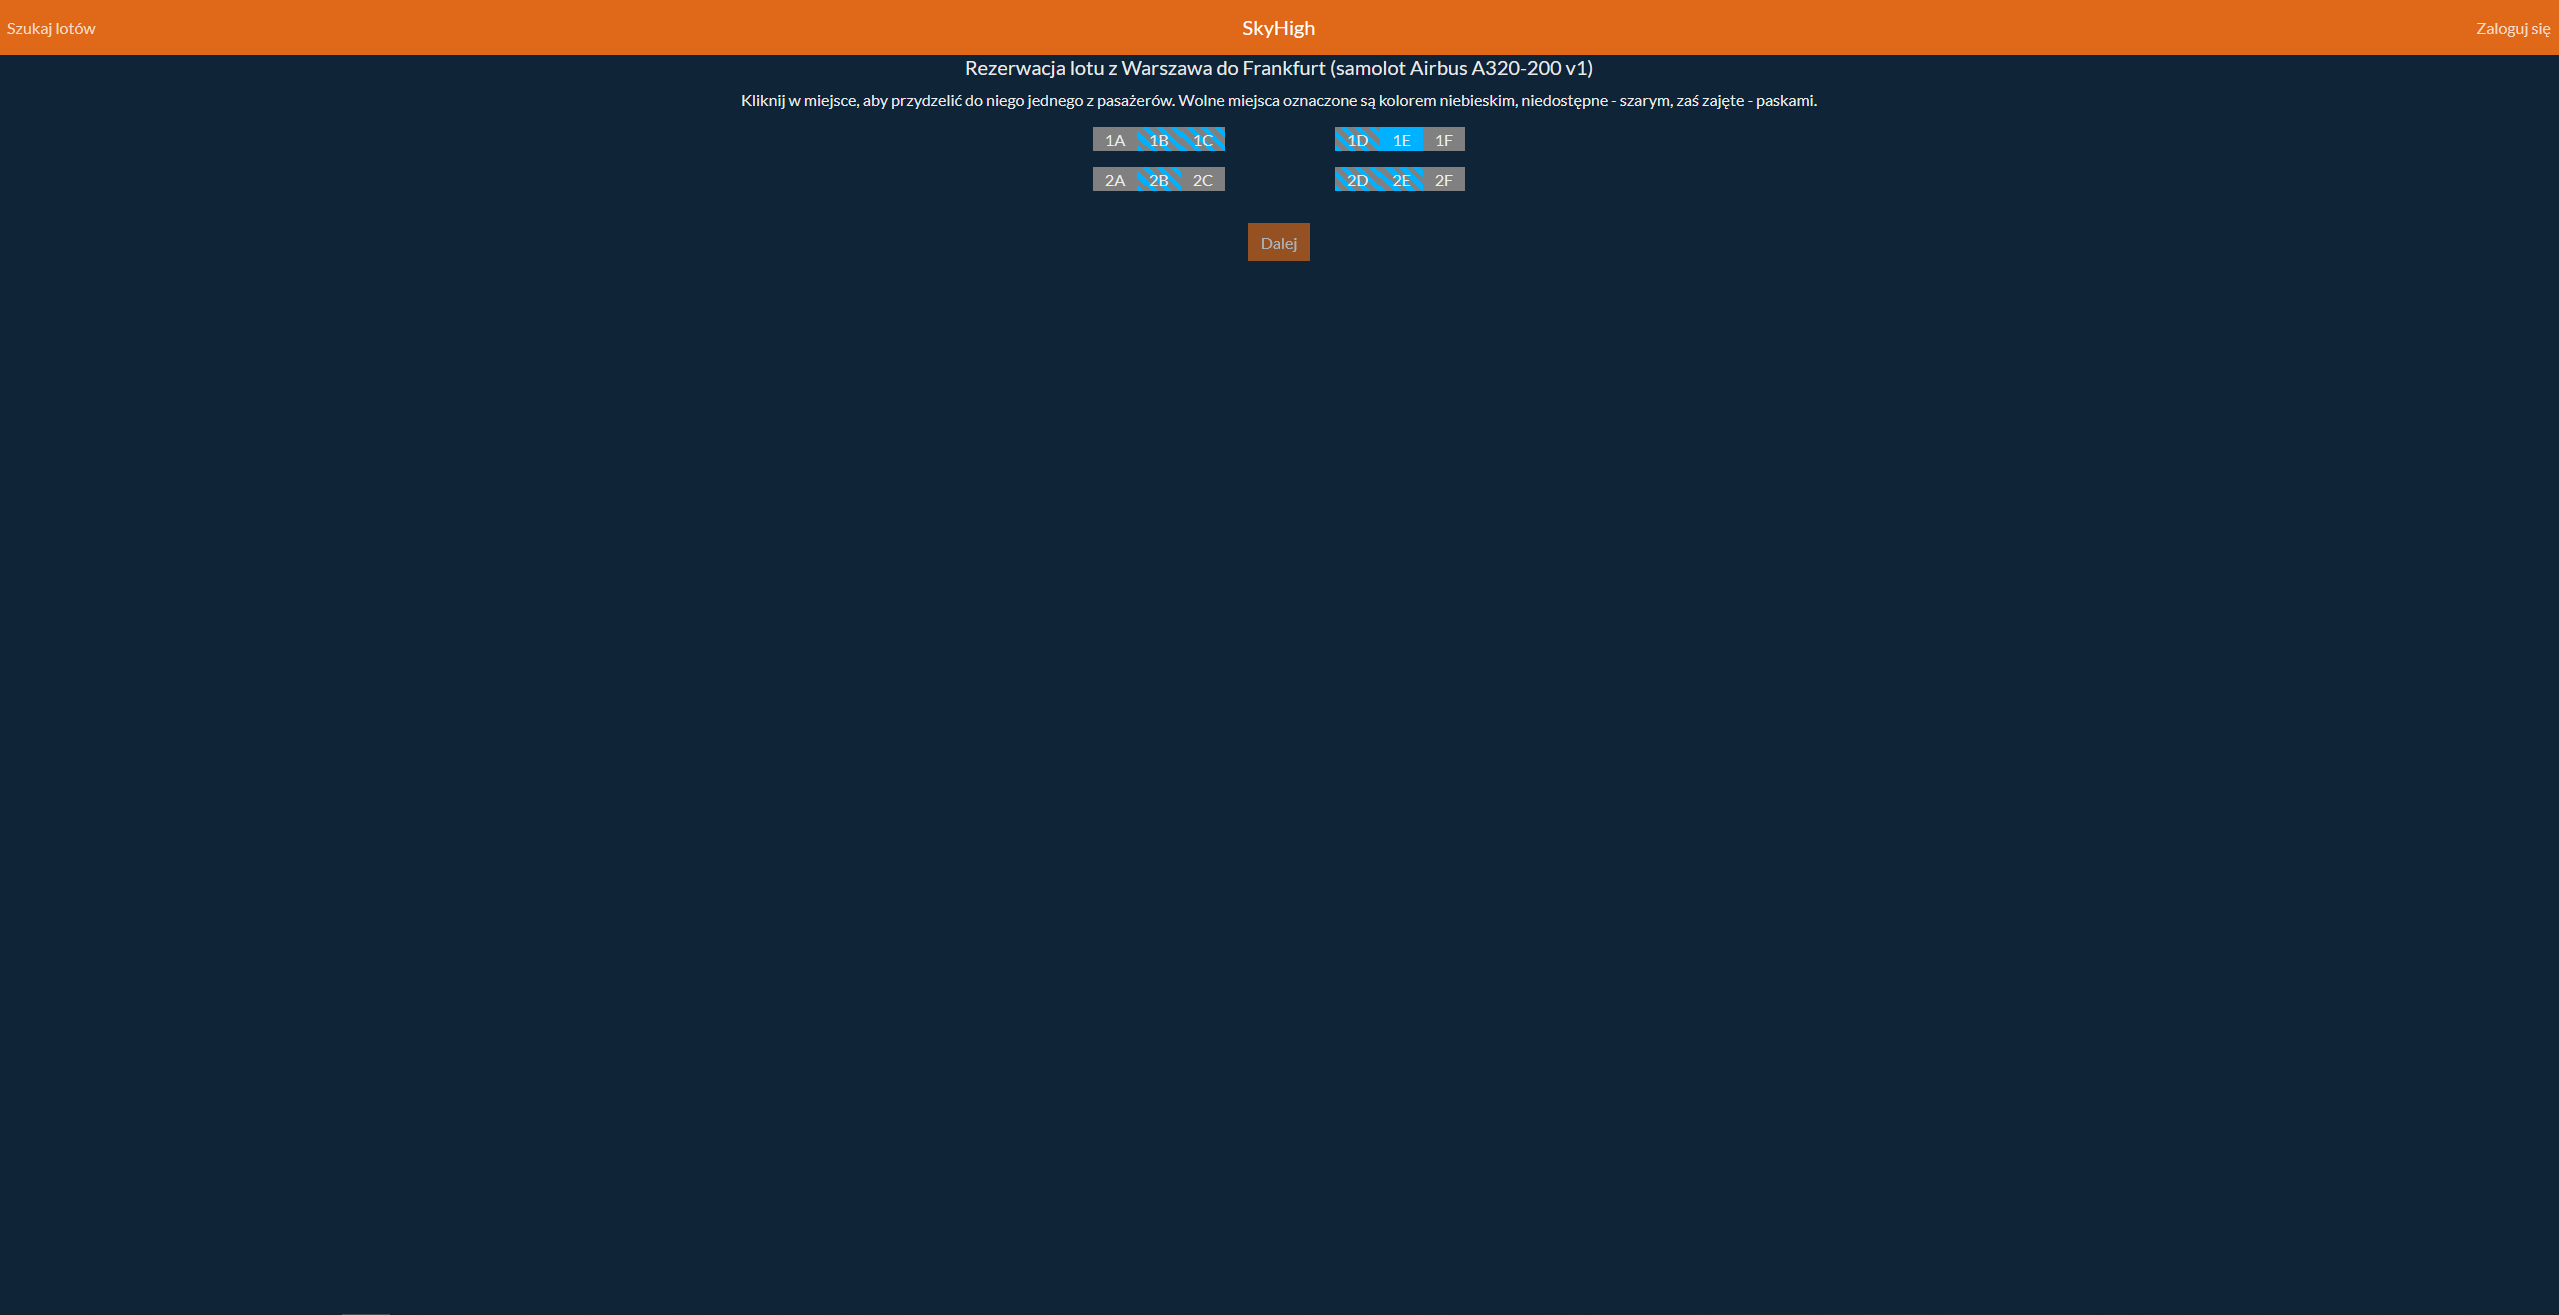 Szukaj lotów SkyHigh Zaloguj się
Rezerwacja lotu z Warszawa do Frankfurt (samolot Airbus A320-200 v1)
Kliknij w miejsce, aby przydzelić do niego jednego z pasażerów. Wolne miejsca oznaczone są kolorem niebieskim, niedostępne - szarym, zaś zajęte - paskami.
1A 1B 1C 1D 1E 1F
2A 2B 2C 2D 2E 2F
Dalej